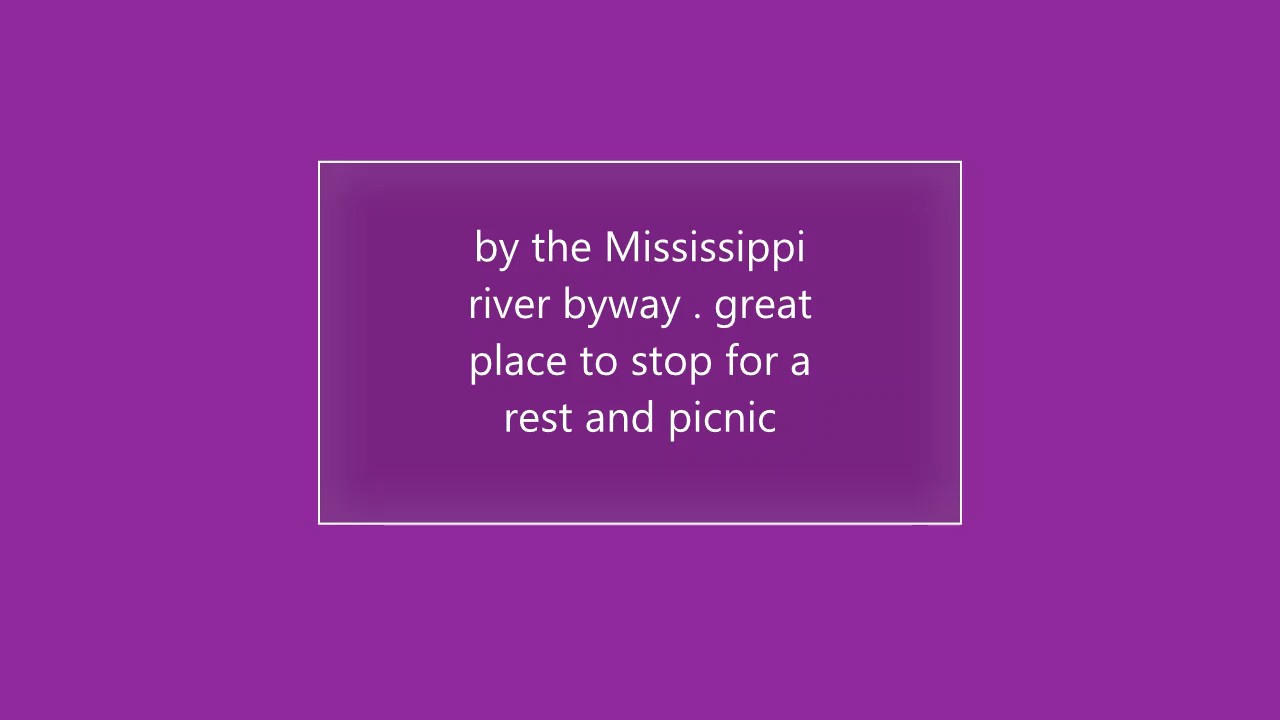 by the Mississippi
river byway . great
place to stop for a
rest and picnic